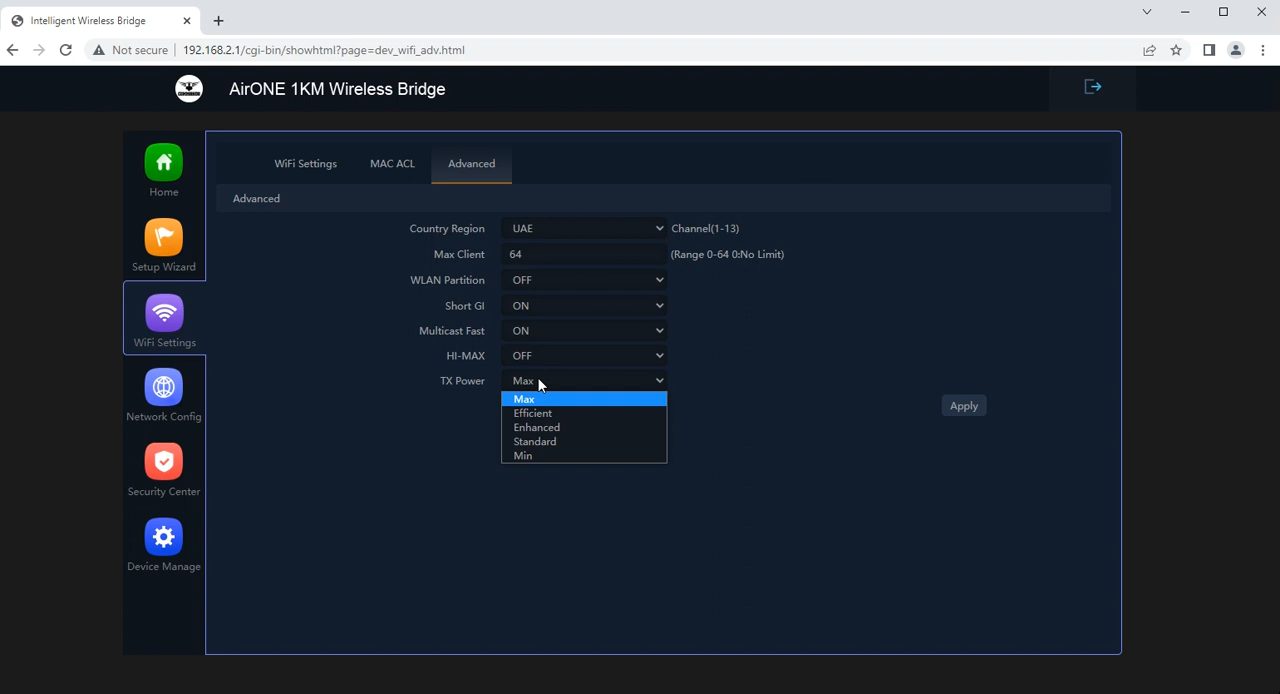 Intelligent Wireless Bridge
Not secure 192.168.2.1/cgi-bin/showhtml?page=dev_wifi_adv.html
AirONE 1KM Wireless Bridge
Home
Setup Wizard
WiFi Settings
Network Config
Security Center
Device Manage
WiFi Settings MAC ACL Advanced
Advanced
Country Region UAE Channel(1-13)
Max Client 64 (Range 0-64 0:No Limit)
WLAN Partition OFF
Short GI ON
Multicast Fast ON
HI-MAX OFF
TX Power Max
Max
Efficient
Enhanced
Standard
Min
Apply